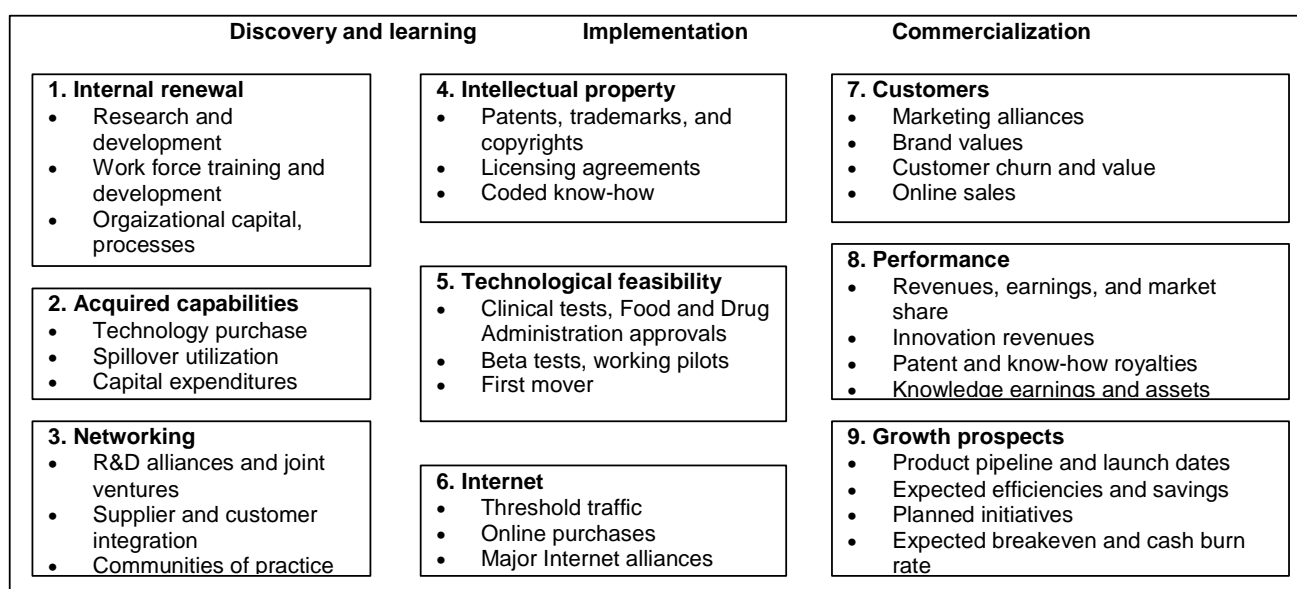 Discovery and learning Implementation Commercialization
1. Internal renewal
• Research and
development
• Work force training and
development
• Orgaizational capital,
processes
2. Acquired capabilities
• Technology purchase
• Spillover utilization
• Capital expenditures
3. Networking
• R&D alliances and joint
ventures
• Supplier and customer
integration
• Communities of practice
4. Intellectual property
• Patents, trademarks, and
copyrights
• Licensing agreements
• Coded know-how
5. Technological feasibility
• Clinical tests, Food and Drug
Administration approvals
• Beta tests, working pilots
• First mover
6. Internet
• Threshold traffic
• Online purchases
• Major Internet alliances
7. Customers
• Marketing alliances
• Brand values
• Customer churn and value
• Online sales
8. Performance
• Revenues, earnings, and market
share
• Innovation revenues
• Patent and know-how royalties
• Knowledge earnings and assets
9. Growth prospects
• Product pipeline and launch dates
• Expected efficiencies and savings
• Planned initiatives
• Expected breakeven and cash burn
rate